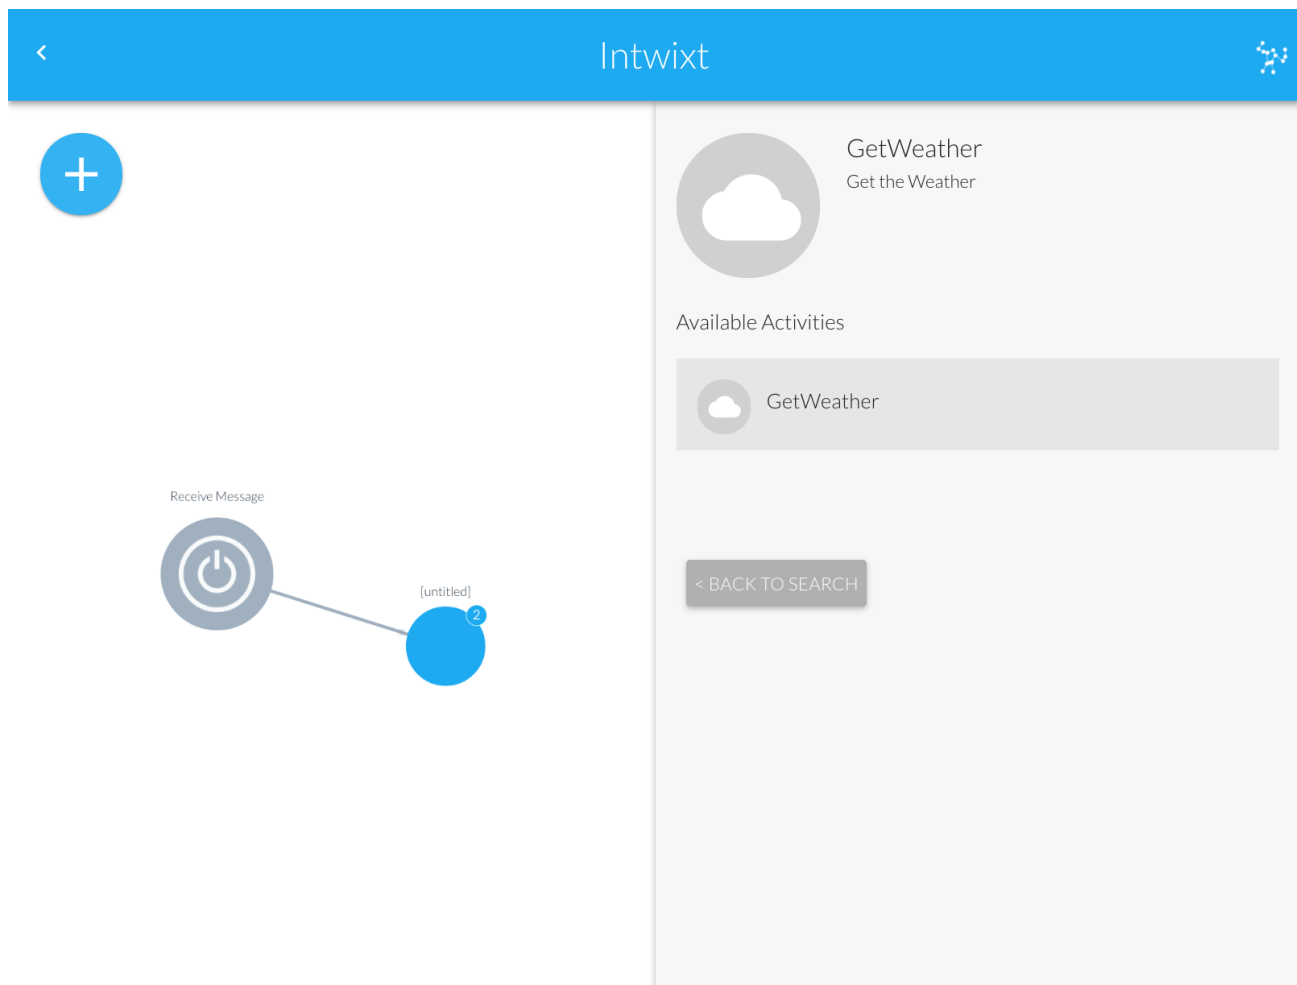 Intwixt
GetWeather
Get the Weather
Available Activities
GetWeather
Receive Message
[untitled]
2
< BACK TO SEARCH